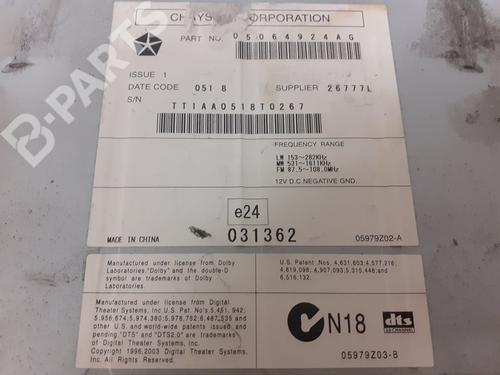 CORPORATION
PART NO. 05064924AG
ISSUE 1
DATE CODE 0518 SUPPLIER 26777L
S/N
TT1AA0518T0267
FREQUENCY RANGE
LW 153~282KHz
MW 531~1611KHz
FM 87.5~108.0MHz
12V D.C.NEGATIVE GND.
e24
031362
MADE IN CHINA
05979Z02-A
Manufactured under license from Dolby
Laboratories."Dolby" and the double-D
symbol are trademarks of Dolby
Laboratories.
Manufactured under license from Digital
Theater Systems, Inc. U.S. Pat. No's. 5,451,942,
5,956,674; 5,974,380; 5,978,762; 6,487,535 and
other U.S. and world-wide patents issued and
pending."DTS" and "DTS2.0" are trademarks
of Digital Theater Systems, Inc.
Copyright 1996,2003 Digital Theater Systems,
Inc. All
U.S. Patent Nos. 4,631,603; 4,577,216;
4,819,098; 4,907,093; 5,315,448; and
6,516,132.
N18
dts
2.0 CHANNEL
05979Z03-B
B-PARTS